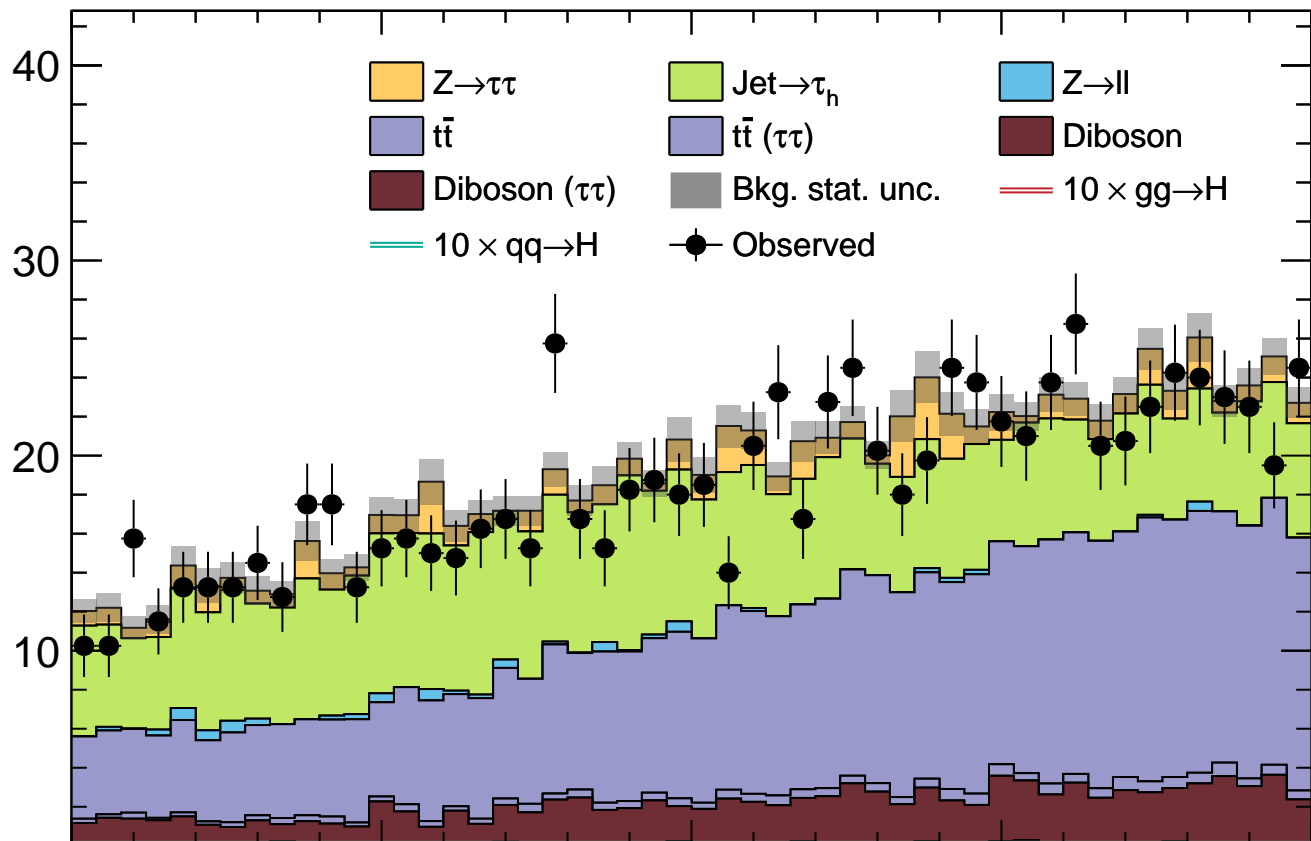 40
Z→ττ Jet→τh Z→ll
tt̄ tt̄ (ττ) Diboson
Diboson (ττ) Bkg. stat. unc. 10 × gg→H
30
10 × qq→H Observed
20
10